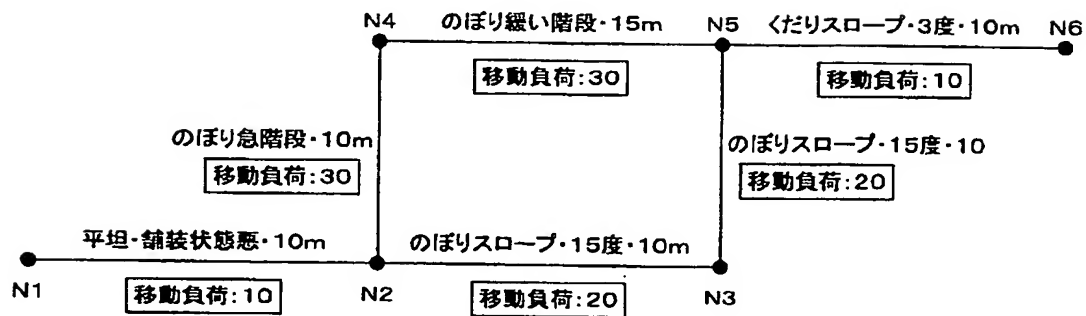 N4
のぼり緩い階段・15m
N5
くだりスロープ・3度・10m
N6
移動負荷:30
移動負荷:10
のぼり急階段・10m
移動負荷:30
のぼりスロープ・15度・10
移動負荷:20
平坦・舗装状態悪・10m
のぼりスロープ・15度・10m
N1
移動負荷:10
N2
移動負荷:20
N3